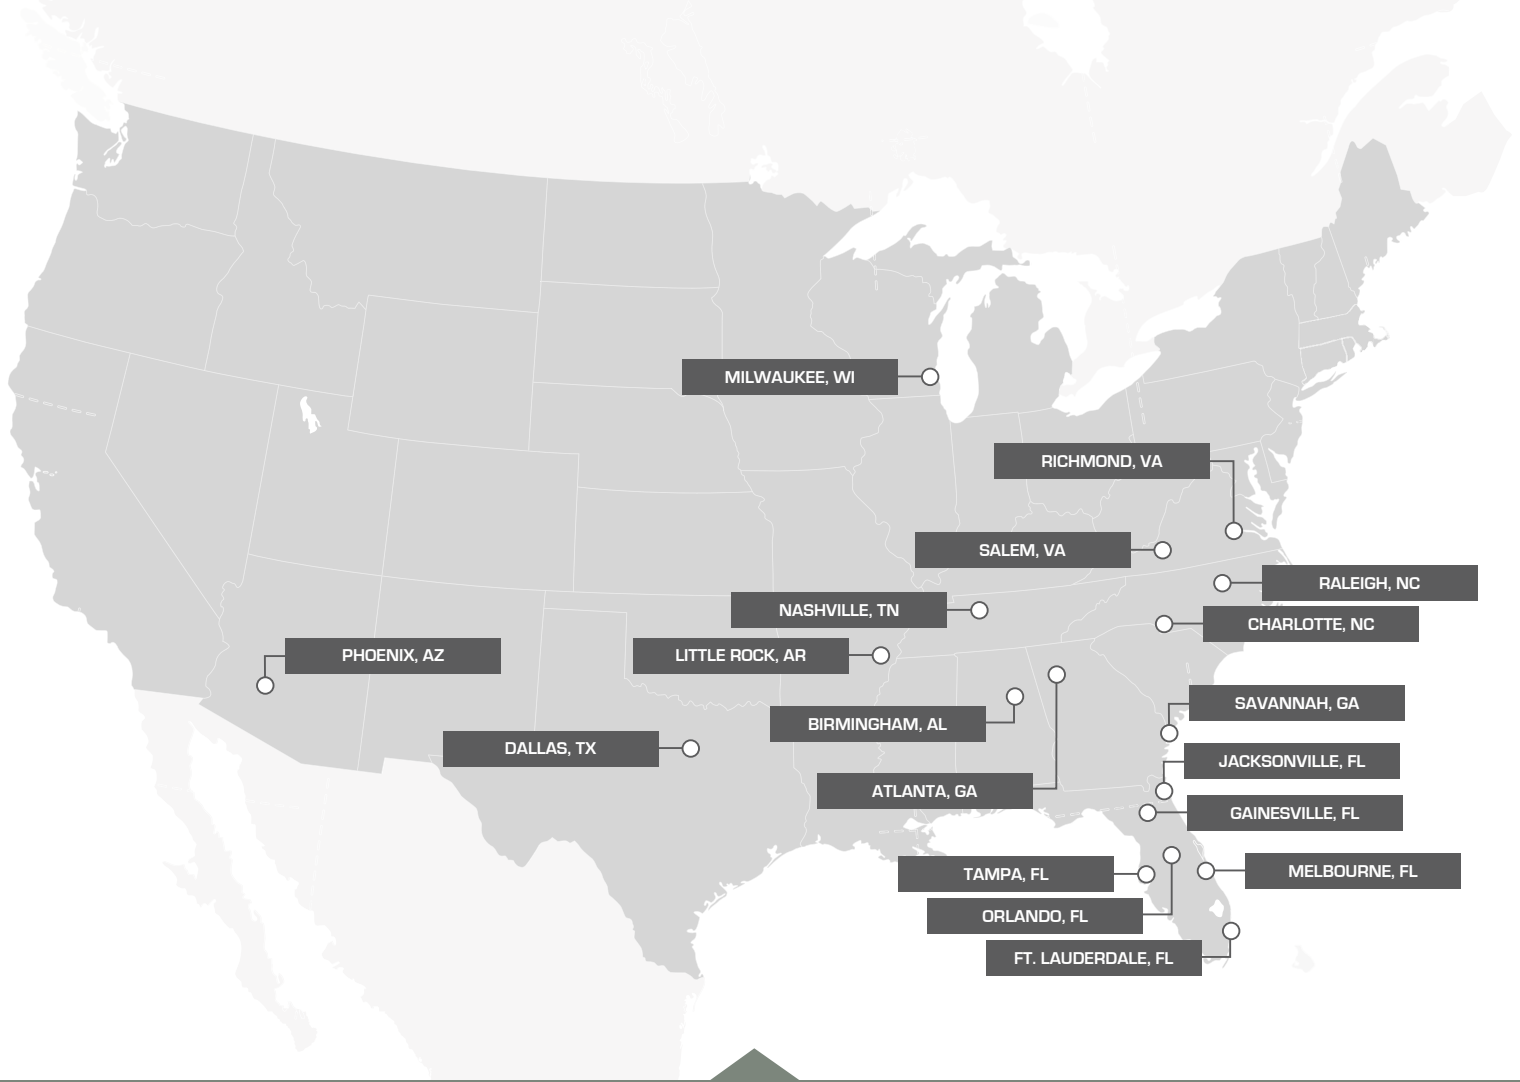 MILWAUKEE, WI
RICHMOND, VA
SALEM, VA
RALEIGH, NC
NASHVILLE, TN
CHARLOTTE, NC
PHOENIX, AZ
LITTLE ROCK, AR
SAVANNAH, GA
BIRMINGHAM, AL
DALLAS, TX
JACKSONVILLE, FL
ATLANTA, GA
GAINESVILLE, FL
MELBOURNE, FL
TAMPA, FL
ORLANDO, FL
FT. LAUDERDALE, FL